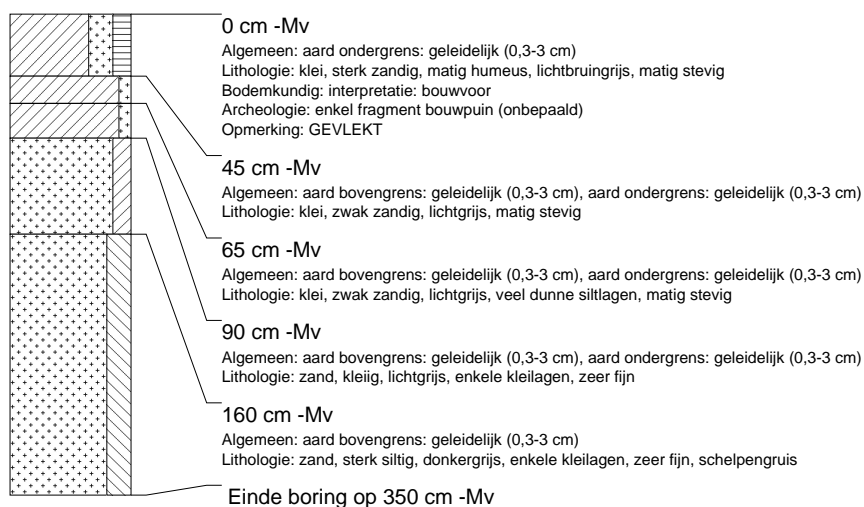 0 cm -Mv
Algemeen: aard ondergrens: geleidelijk (0,3-3 cm)
Lithologie: klei, sterk zandig, matig humeus, lichtbruingrijs, matig stevig
Bodemkundig: interpretatie: bouwvoor
Archeologie: enkel fragment bouwpuin (onbepaald)
Opmerking: GEVLEKT
45 cm -Mv
Algemeen: aard bovengrens: geleidelijk (0,3-3 cm), aard ondergrens: geleidelijk (0,3-3 cm)
Lithologie: klei, zwak zandig, lichtgrijs, matig stevig
65 cm -Mv
Algemeen: aard bovengrens: geleidelijk (0,3-3 cm), aard ondergrens: geleidelijk (0,3-3 cm)
Lithologie: klei, zwak zandig, lichtgrijs, veel dunne siltlagen, matig stevig
90 cm -Mv
Algemeen: aard bovengrens: geleidelijk (0,3-3 cm), aard ondergrens: geleidelijk (0,3-3 cm)
Lithologie: zand, kleiig, lichtgrijs, enkele kleilagen, zeer fijn
160 cm -Mv
Algemeen: aard bovengrens: geleidelijk (0,3-3 cm)
Lithologie: zand, sterk siltig, donkergrijs, enkele kleilagen, zeer fijn, schelpengruis
Einde boring op 350 cm -Mv